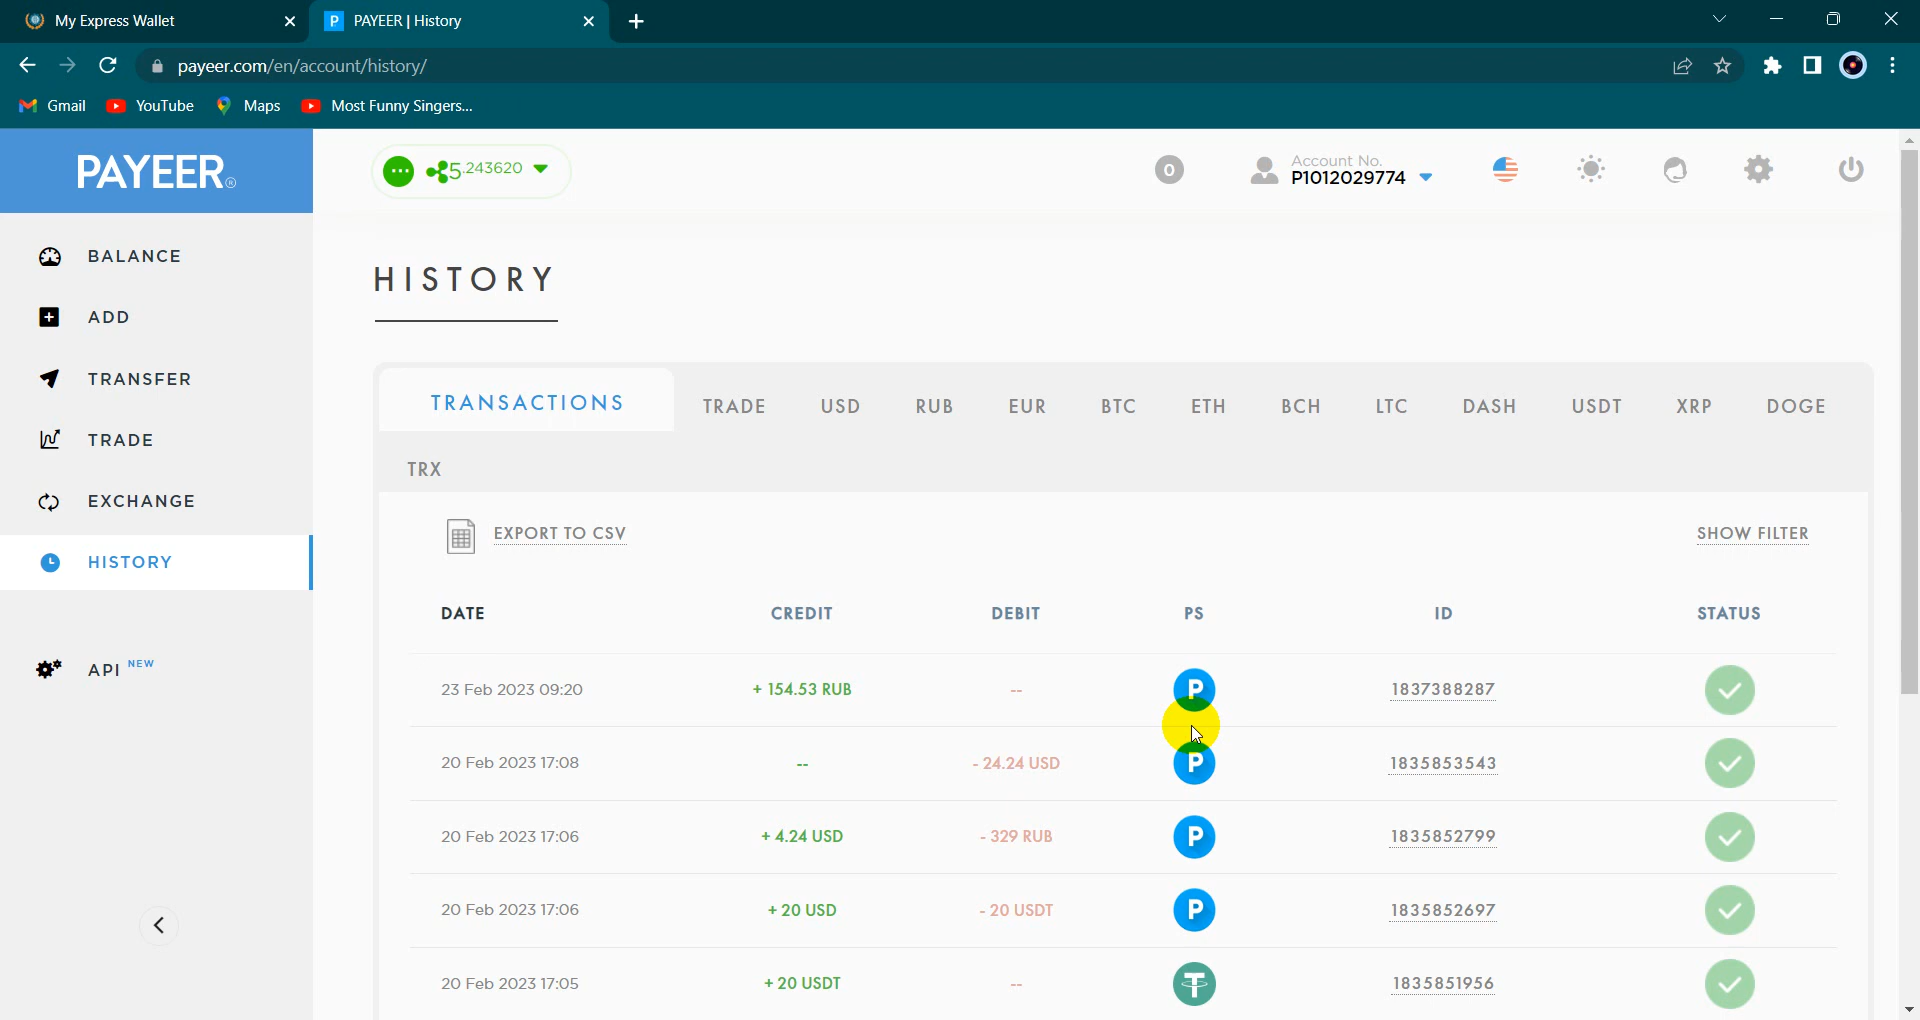 My Express Wallet
P PAYEER | History
payeer.com/en/account/history/
Gmail YouTube Maps Most Funny Singers...
PAYEER®
5.243620
0
Account No.
P1012029774
BALANCE
ADD
TRANSFER
TRADE
EXCHANGE
HISTORY
API NEW
HISTORY
TRANSACTIONS TRADE USD RUB EUR BTC ETH BCH LTC DASH USDT XRP DOGE
TRX
EXPORT TO CSV SHOW FILTER
DATE CREDIT DEBIT PS ID STATUS
23 Feb 2023 09:20 + 154.53 RUB -- P 1837388287
20 Feb 2023 17:08 -- - 24.24 USD P 1835853543
20 Feb 2023 17:06 + 4.24 USD - 329 RUB P 1835852799
20 Feb 2023 17:06 + 20 USD - 20 USDT P 1835852697
20 Feb 2023 17:05 + 20 USDT -- 1835851956